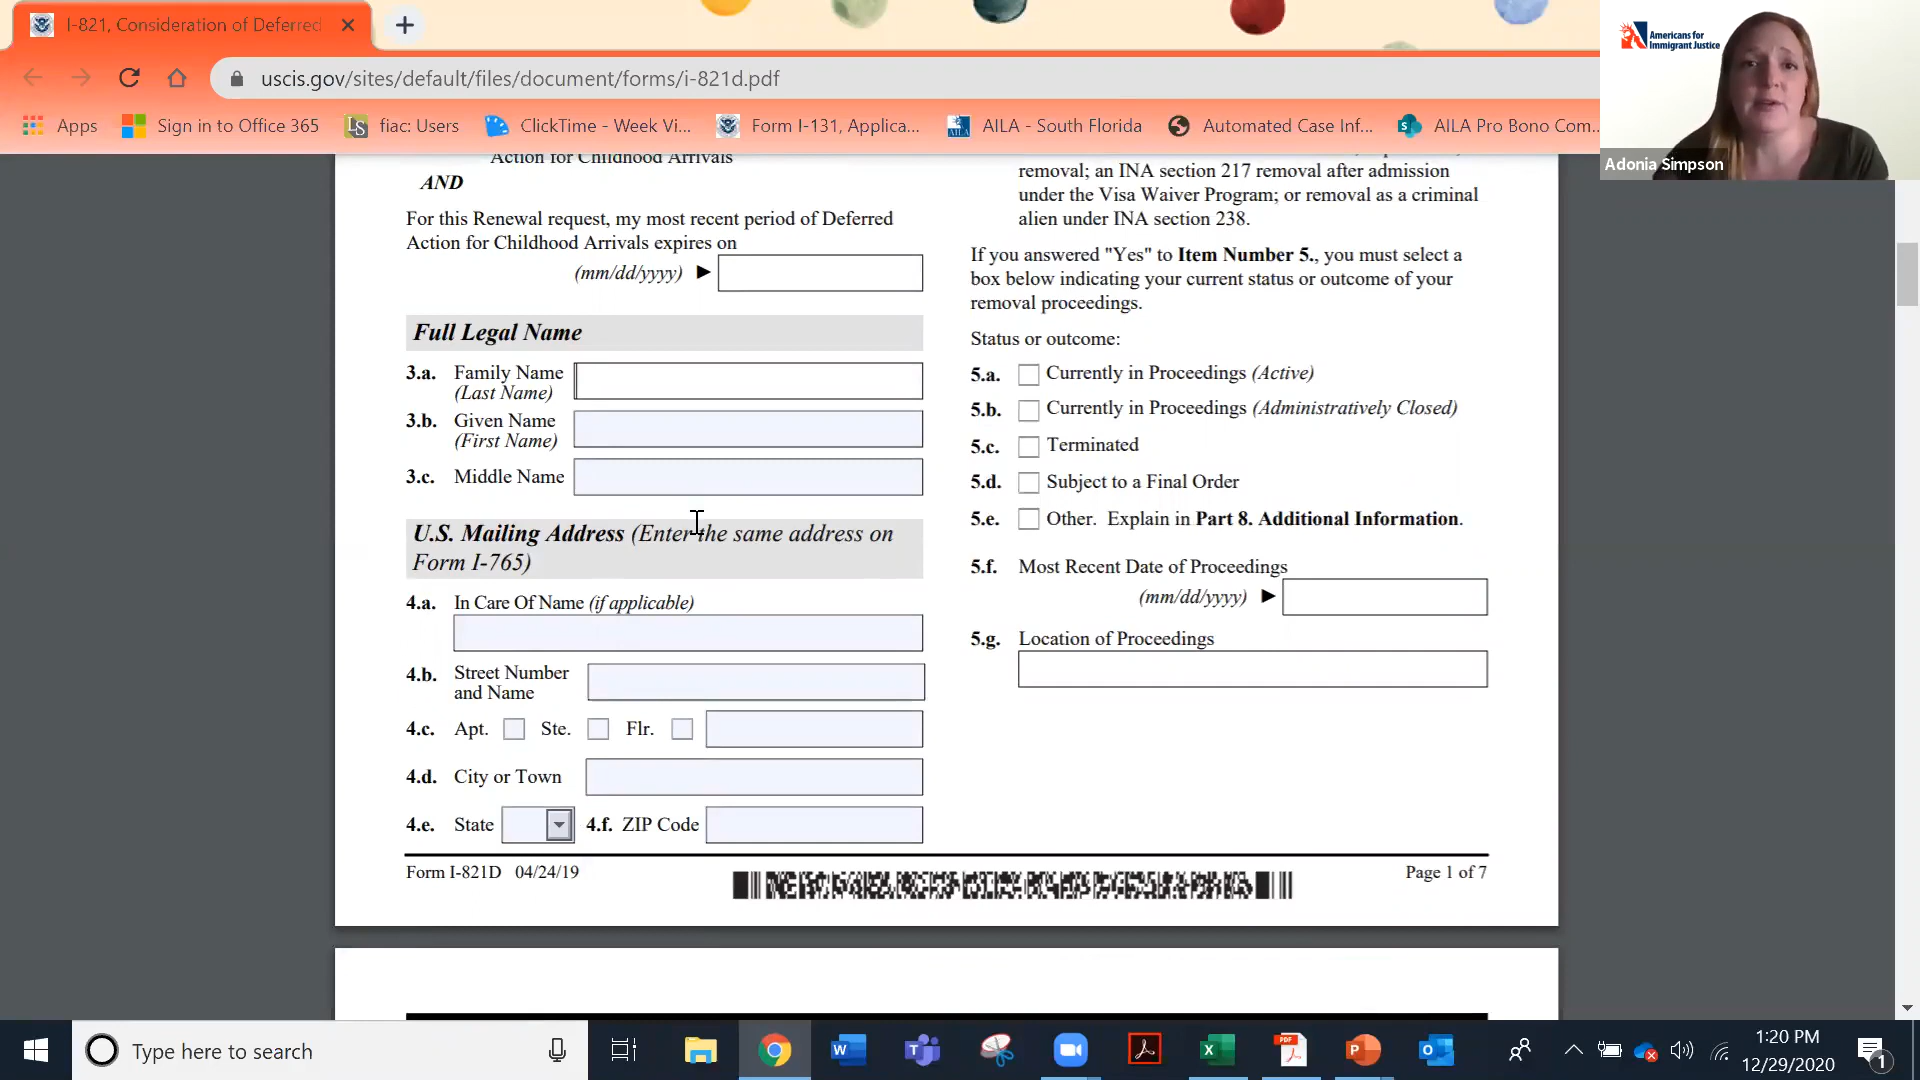 I-821, Consideration of Deferred
uscis.gov/sites/default/files/document/forms/i-821d.pdf
Apps
Sign in to Office 365
fiac: Users
ClickTime - Week Vi...
Form I-131, Applica...
AILA - South Florida
Automated Case Inf...
AILA Pro Bono Com...
Americans for
Immigrant Justice
Adonia Simpson
Action for Childhood Arrivals
AND
For this Renewal request, my most recent period of Deferred
Action for Childhood Arrivals expires on
(mm/dd/yyyy) ►
Full Legal Name
3.a. Family Name
(Last Name)
3.b. Given Name
(First Name)
3.c. Middle Name
U.S. Mailing Address (Enter the same address on
Form I-765)
4.a. In Care Of Name (if applicable)
4.b. Street Number
and Name
4.c. Apt. Ste. Flr.
4.d. City or Town
4.e. State 4.f. ZIP Code
removal; an INA section 217 removal after admission
under the Visa Waiver Program; or removal as a criminal
alien under INA section 238.
If you answered "Yes" to Item Number 5., you must select a
box below indicating your current status or outcome of your
removal proceedings.
Status or outcome:
5.a. Currently in Proceedings (Active)
5.b. Currently in Proceedings (Administratively Closed)
5.c. Terminated
5.d. Subject to a Final Order
5.e. Other. Explain in Part 8. Additional Information.
5.f. Most Recent Date of Proceedings
(mm/dd/yyyy) ►
5.g. Location of Proceedings
Form I-821D 04/24/19
Page 1 of 7
Type here to search
1:20 PM
12/29/2020
1